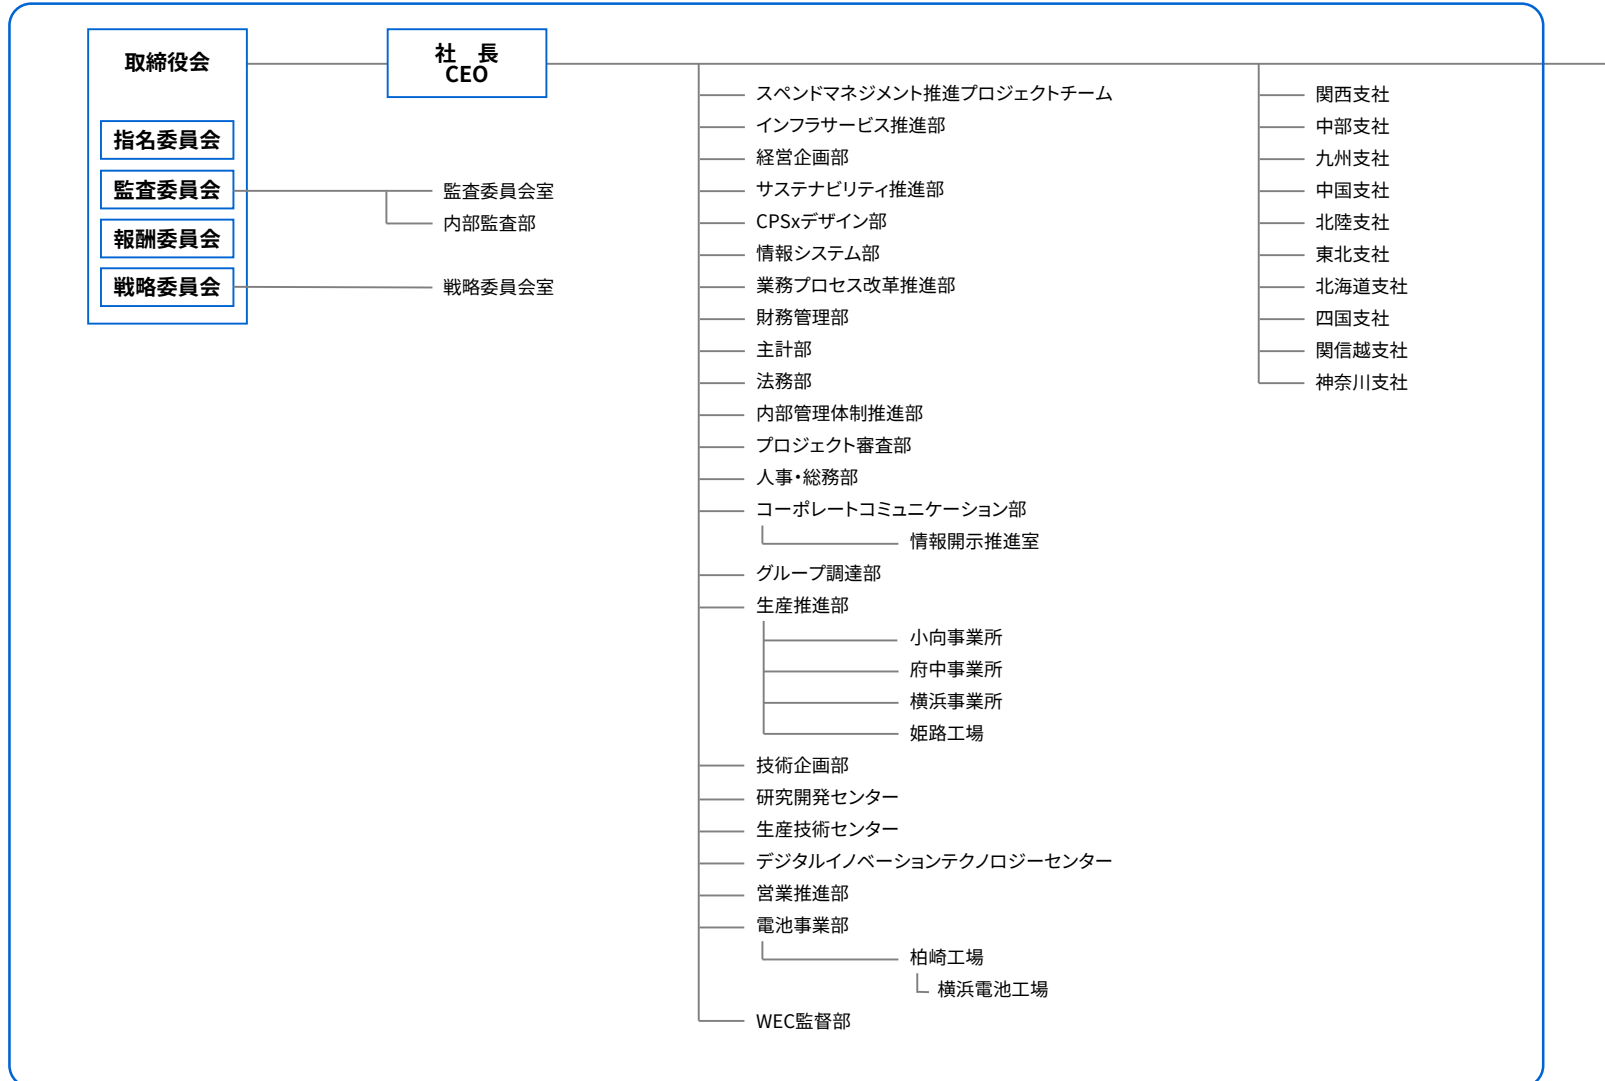 取締役会
指名委員会
監査委員会
報酬委員会
戦略委員会
社　長
CEO
監査委員会室
内部監査部
戦略委員会室
スペンドマネジメント推進プロジェクトチーム
インフラサービス推進部
経営企画部
サステナビリティ推進部
CPSxデザイン部
情報システム部
業務プロセス改革推進部
財務管理部
主計部
法務部
内部管理体制推進部
プロジェクト審査部
人事・総務部
コーポレートコミュニケーション部
情報開示推進室
グループ調達部
生産推進部
小向事業所
府中事業所
横浜事業所
姫路工場
技術企画部
研究開発センター
生産技術センター
デジタルイノベーションテクノロジーセンター
営業推進部
電池事業部
柏崎工場
横浜電池工場
WEC監督部
関西支社
中部支社
九州支社
中国支社
北陸支社
東北支社
北海道支社
四国支社
関信越支社
神奈川支社